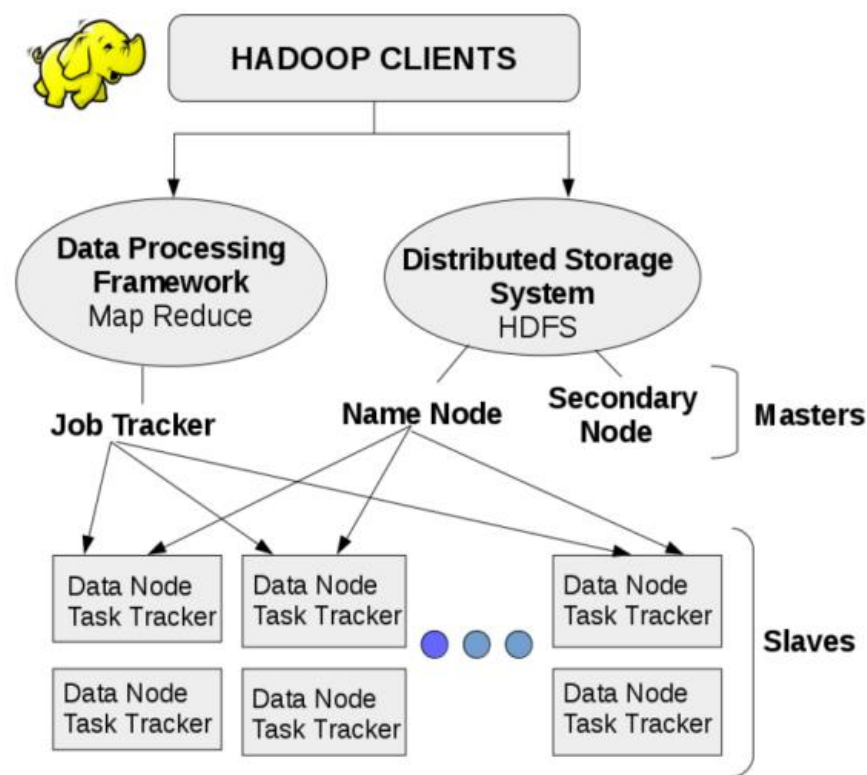 HADOOP CLIENTS
Data Processing
Framework
Map Reduce
Distributed Storage
System
HDFS
Job Tracker
Name Node
Secondary
Node
Masters
Data Node
Task Tracker
Data Node
Task Tracker
Data Node
Task Tracker
Slaves
Data Node
Task Tracker
Data Node
Task Tracker
Data Node
Task Tracker